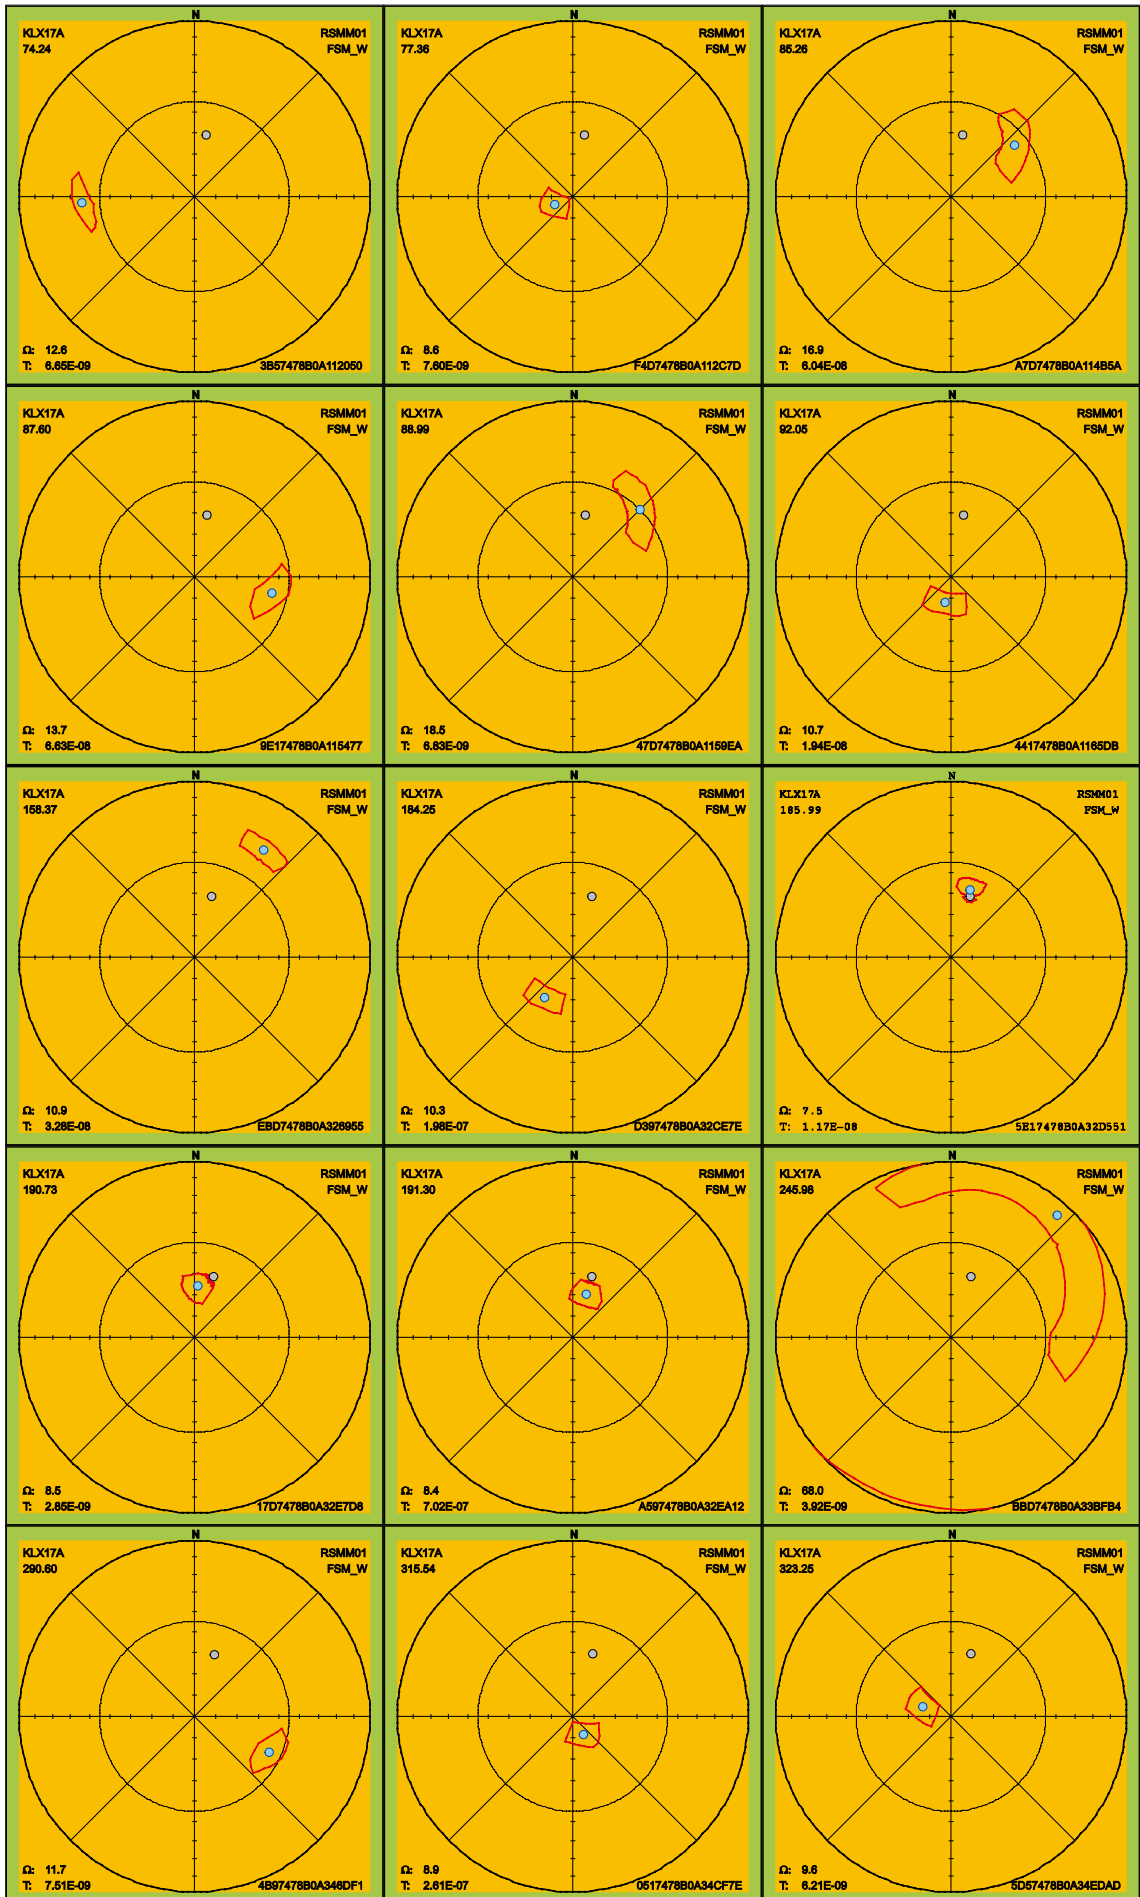 N
KLX17A RSMM01
74.24 FSM_W
Ω: 12.6
T: 6.65E-09 3B57478B0A112050
N
KLX17A RSMM01
77.36 FSM_W
Ω: 8.6
T: 7.60E-09 F4D7478B0A112C7D
N
KLX17A RSMM01
85.26 FSM_W
Ω: 16.9
T: 6.04E-08 A7D7478B0A114B5A
N
KLX17A RSMM01
87.60 FSM_W
Ω: 13.7
T: 6.63E-08 9E17478B0A115477
N
KLX17A RSMM01
88.99 FSM_W
Ω: 18.5
T: 6.83E-09 47D7478B0A1159EA
N
KLX17A RSMM01
92.05 FSM_W
Ω: 10.7
T: 1.94E-08 4417478B0A1165DB
N
KLX17A RSMM01
158.37 FSM_W
Ω: 10.9
T: 3.28E-08 EBD7478B0A326955
N
KLX17A RSMM01
184.25 FSM_W
Ω: 10.3
T: 1.98E-07 D397478B0A32CE7E
N
KLX17A RSMM01
185.99 FSM_W
Ω: 7.5
T: 1.17E-08 5E17478B0A32D551
N
KLX17A RSMM01
190.73 FSM_W
Ω: 8.5
T: 2.85E-09 17D7478B0A32E7D8
N
KLX17A RSMM01
191.30 FSM_W
Ω: 8.4
T: 7.02E-07 A597478B0A32EA12
N
KLX17A RSMM01
245.98 FSM_W
Ω: 68.0
T: 3.92E-09 BBD7478B0A33BFB4
N
KLX17A RSMM01
290.60 FSM_W
Ω: 11.7
T: 7.51E-09 4B97478B0A346DF1
N
KLX17A RSMM01
315.54 FSM_W
Ω: 8.9
T: 2.61E-07 0517478B0A34CF7E
N
KLX17A RSMM01
323.25 FSM_W
Ω: 9.6
T: 6.21E-09 5D57478B0A34EDAD